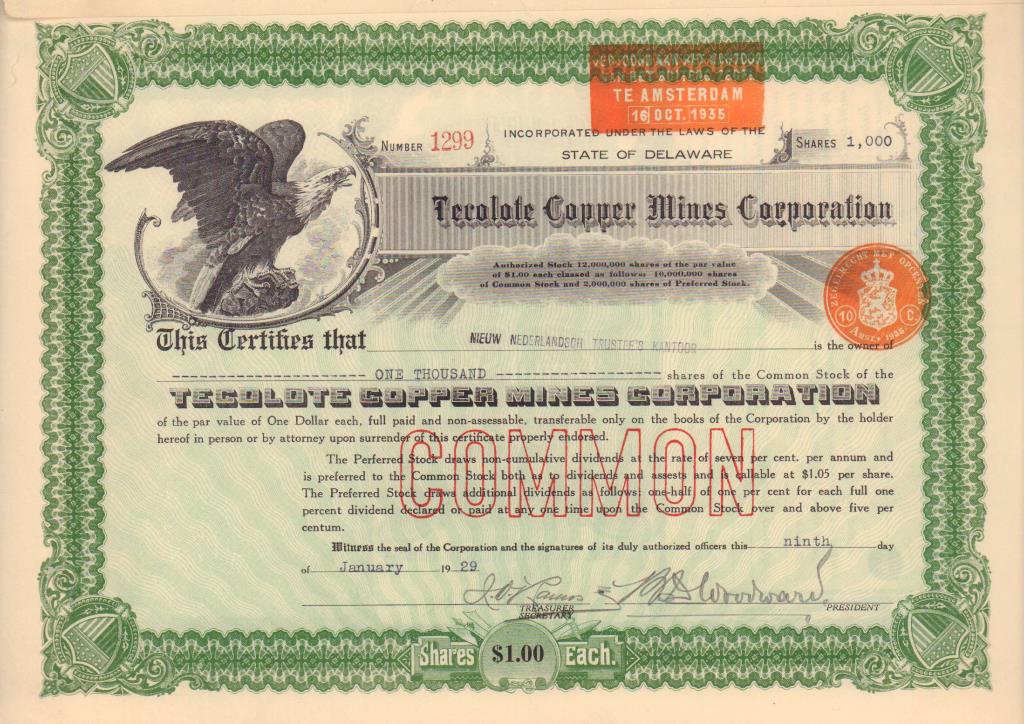 TE AMSTERDAM
16 OCT. 1935
NUMBER 1299
INCORPORATED UNDER THE LAWS OF THE
STATE OF DELAWARE
SHARES 1,000
Tecolote Copper Mines Corporation
Authorized Stock 12,000,000 shares of the par value
of $1.00 each classed as follows: 10,000,000 shares
of Common Stock and 2,000,000 shares of Preferred Stock.
ZEGELRECHT MET OPCENTEN
10 C.
AMST. 1935
This Certifies that NIEUW NEDERLANDSCH TRUSTEE'S KANTOOR is the owner of
ONE THOUSAND shares of the Common Stock of the
TECOLOTE COPPER MINES CORPORATION
of the par value of One Dollar each, full paid and non-assessable, transferable only on the books of the Corporation by the holder
hereof in person or by attorney upon surrender of this certificate properly endorsed.
COMMON
The Perferred Stock draws non-cumulative dividends at the rate of seven per cent. per annum and
is preferred to the Common Stock both as to dividends and assests and is callable at $1.05 per share.
The Preferred Stock draws additional dividends as follows: one-half of one per cent for each full one
percent dividend declared or paid at any one time upon the Common Stock over and above five per
centum.
Witness the seal of the Corporation and the signatures of its duly authorized officers this ninth day
of January 19 29
Woodward
TREASURER
SECRETARY
PRESIDENT
Shares $1.00 Each.